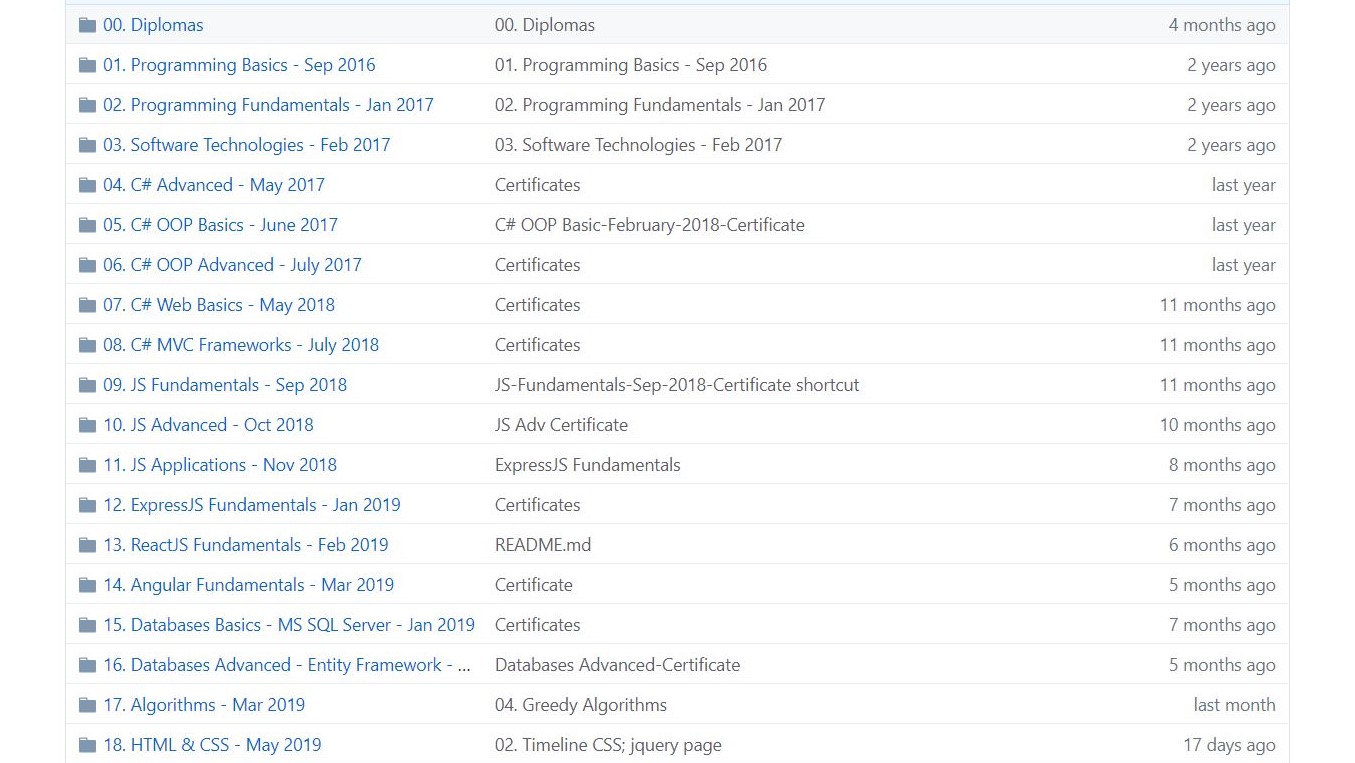 00. Diplomas 00. Diplomas 4 months ago
01. Programming Basics - Sep 2016 01. Programming Basics - Sep 2016 2 years ago
02. Programming Fundamentals - Jan 2017 02. Programming Fundamentals - Jan 2017 2 years ago
03. Software Technologies - Feb 2017 03. Software Technologies - Feb 2017 2 years ago
04. C# Advanced - May 2017 Certificates last year
05. C# OOP Basics - June 2017 C# OOP Basic-February-2018-Certificate last year
06. C# OOP Advanced - July 2017 Certificates last year
07. C# Web Basics - May 2018 Certificates 11 months ago
08. C# MVC Frameworks - July 2018 Certificates 11 months ago
09. JS Fundamentals - Sep 2018 JS-Fundamentals-Sep-2018-Certificate shortcut 11 months ago
10. JS Advanced - Oct 2018 JS Adv Certificate 10 months ago
11. JS Applications - Nov 2018 ExpressJS Fundamentals 8 months ago
12. ExpressJS Fundamentals - Jan 2019 Certificates 7 months ago
13. ReactJS Fundamentals - Feb 2019 README.md 6 months ago
14. Angular Fundamentals - Mar 2019 Certificate 5 months ago
15. Databases Basics - MS SQL Server - Jan 2019 Certificates 7 months ago
16. Databases Advanced - Entity Framework - ... Databases Advanced-Certificate 5 months ago
17. Algorithms - Mar 2019 04. Greedy Algorithms last month
18. HTML & CSS - May 2019 02. Timeline CSS; jquery page 17 days ago